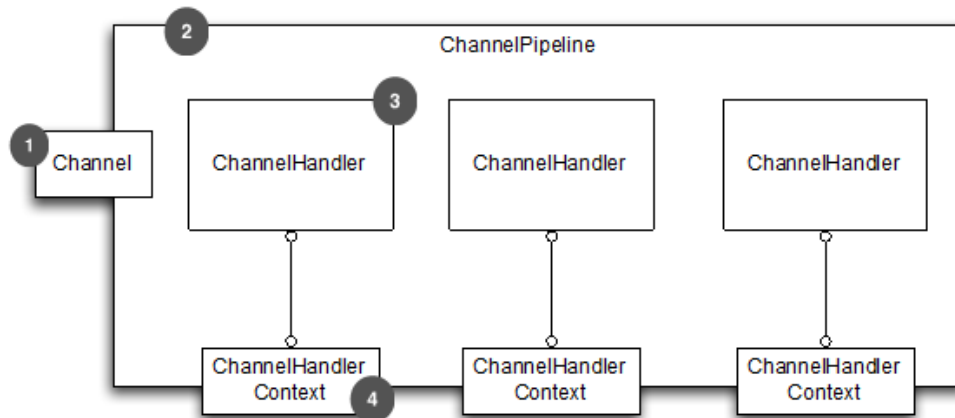 2
ChannelPipeline
3
1
Channel
ChannelHandler
ChannelHandler
ChannelHandler
ChannelHandler
Context
4
ChannelHandler
Context
ChannelHandler
Context